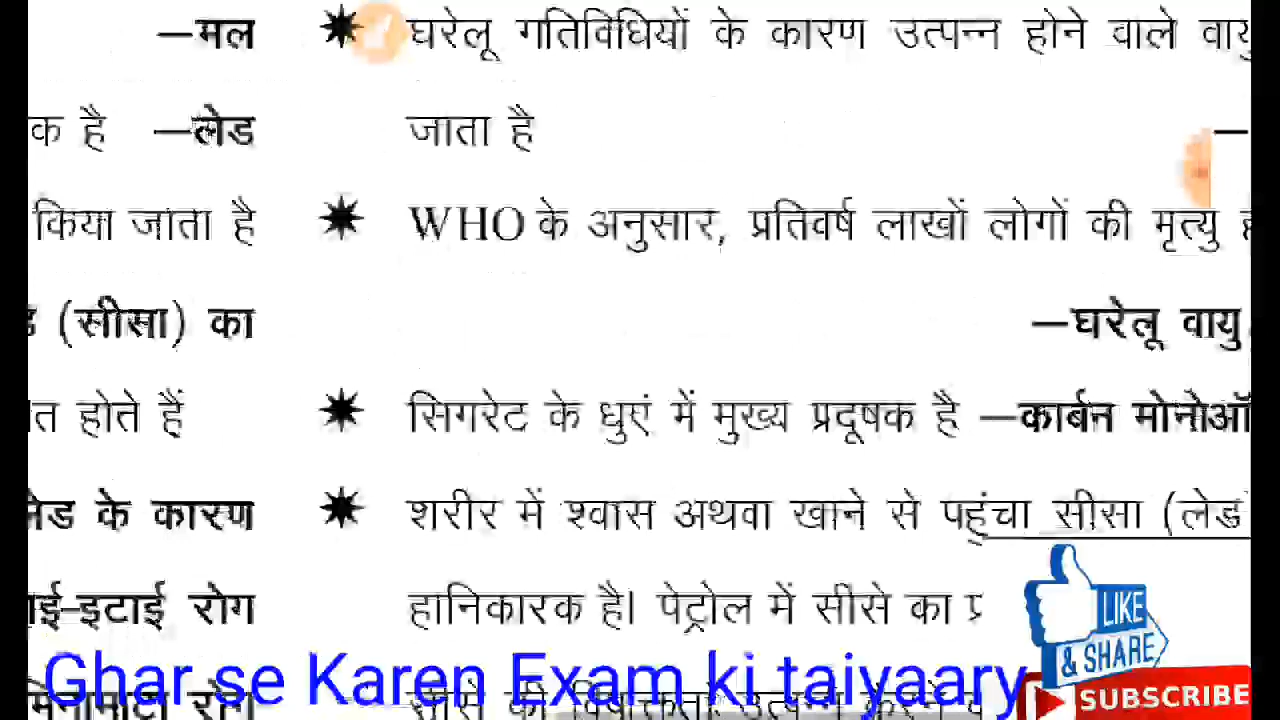 —मल
क है —लेड
किया जाता है
(सीसा) का
त होते हैं
के कारण
इटाई रोग
घरेलू गतिविधियों के कारण उत्पन्न होने वाले
जाता है —
WHO के अनुसार, प्रतिवर्ष लाखों लोगों की मृत्यु
—घरेलू वायु
सिगरेट के धुएं में मुख्य प्रदूषक है —कार्बन
शरीर में श्वास अथवा खाने से पहुंचा सीसा (लेड
हानिकारक है। पेट्रोल में सीसे का
Ghar se Karen Exam ki taiyaary
LIKE
& SHARE
SUBSCRIBE